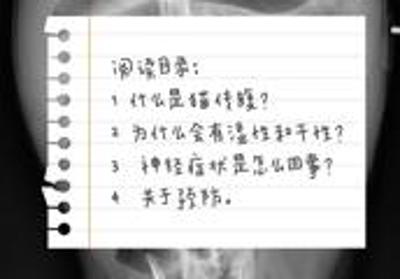 阅读目录：
1 什么是猫传腹？
2 为什么会有湿性和干性？
3 神经症状是怎么回事？
4 关于预防。